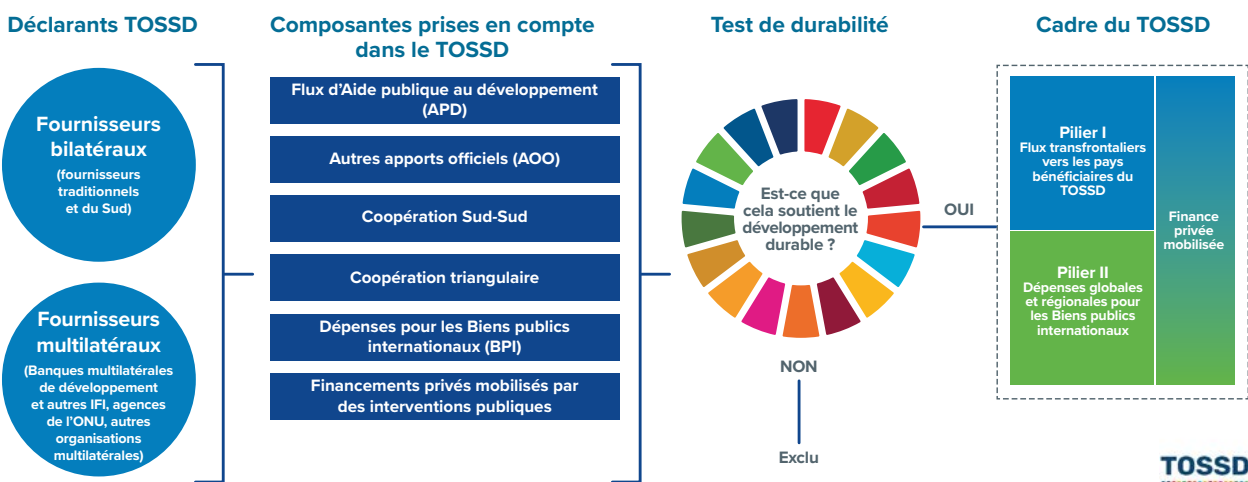 Déclarants TOSSD
Fournisseurs
bilatéraux
(fournisseurs
traditionnels
et du Sud)
Fournisseurs
multilatéraux
(Banques multilatérales
de développement
et autres IFI, agences
de l'ONU, autres
organisations
multilatérales)
Composantes prises en compte
dans le TOSSD
Flux d'Aide publique au développement
(APD)
Autres apports officiels (AOO)
Coopération Sud-Sud
Coopération triangulaire
Dépenses pour les Biens publics
internationaux (BPI)
Financements privés mobilisés par
des interventions publiques
Test de durabilité
Est-ce que
cela soutient le
développement
durable ?
OUI
NON
Exclu
Cadre du TOSSD
Pilier I
Flux transfrontaliers
vers les pays
bénéficiaires du
TOSSD
Pilier II
Dépenses globales
et régionales pour
les Biens publics
internationaux
Finance
privée
mobilisée
TOSSD